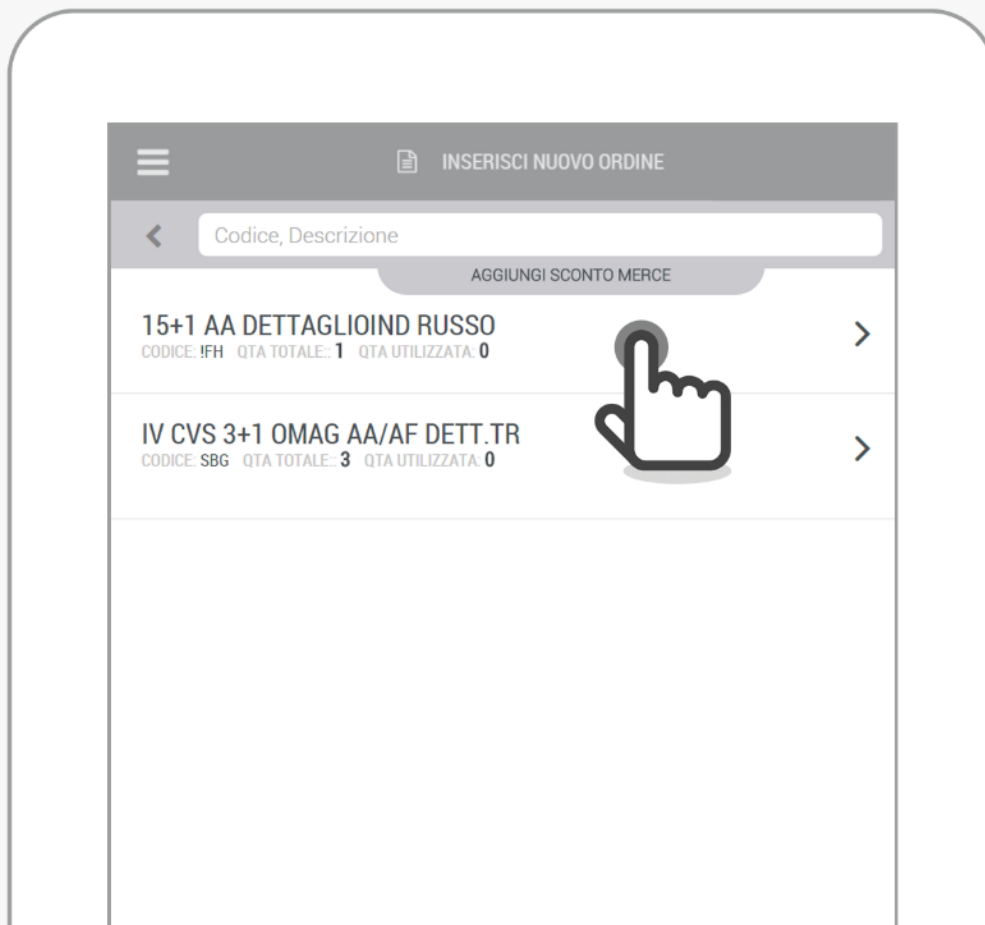 INSERISCI NUOVO ORDINE
Codice, Descrizione
AGGIUNGI SCONTO MERCE
15+1 AA DETTAGLIOIND RUSSO
CODICE: !FH QTA TOTALE:: 1 QTA UTILIZZATA: 0
IV CVS 3+1 OMAG AA/AF DETT.TR
CODICE: SBG QTA TOTALE:: 3 QTA UTILIZZATA: 0